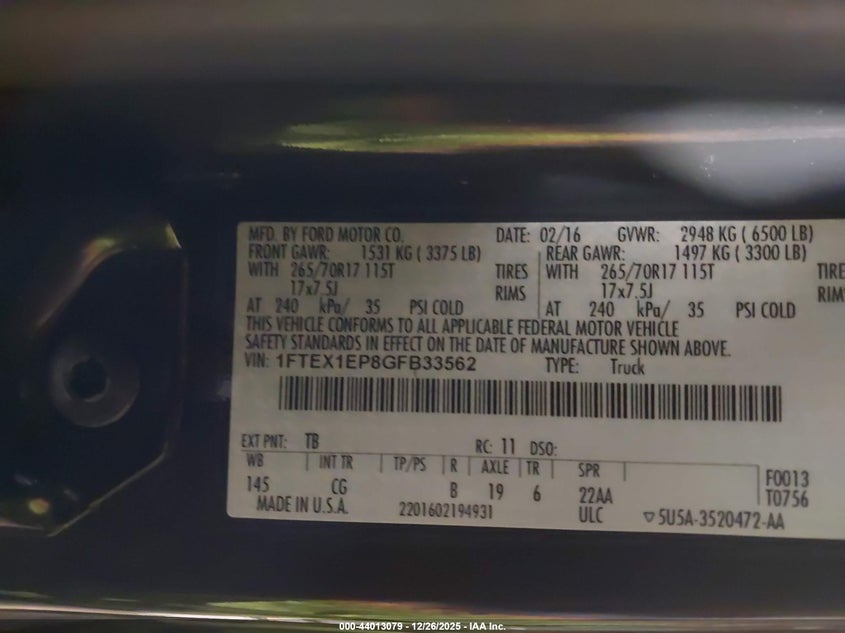 MFD. BY FORD MOTOR CO. DATE: 02/16 GVWR: 2948 KG ( 6500 LB)
FRONT GAWR: 1531 KG ( 3375 LB) REAR GAWR: 1497 KG ( 3300 LB)
WITH 265/70R17 115T TIRES WITH 265/70R17 115T TIRE
17x7.5J RIMS 17x7.5J RIM
AT 240 kPa/ 35 PSI COLD AT 240 kPa/ 35 PSI COLD
THIS VEHICLE CONFORMS TO ALL APPLICABLE FEDERAL MOTOR VEHICLE
SAFETY STANDARDS IN EFFECT ON THE DATE OF MANUFACTURE SHOWN ABOVE.
VIN: 1FTEX1EP8GFB33562 TYPE: Truck
EXT PNT: TB RC: 11 DSO:
WB INT TR TP/PS R AXLE TR SPR F0013
145 CG B 19 6 22AA T0756
MADE IN U.S.A. 2201602194931 ULC ▽5U5A-3520472-AA
000-44013079 - 12/26/2025 - IAA Inc.